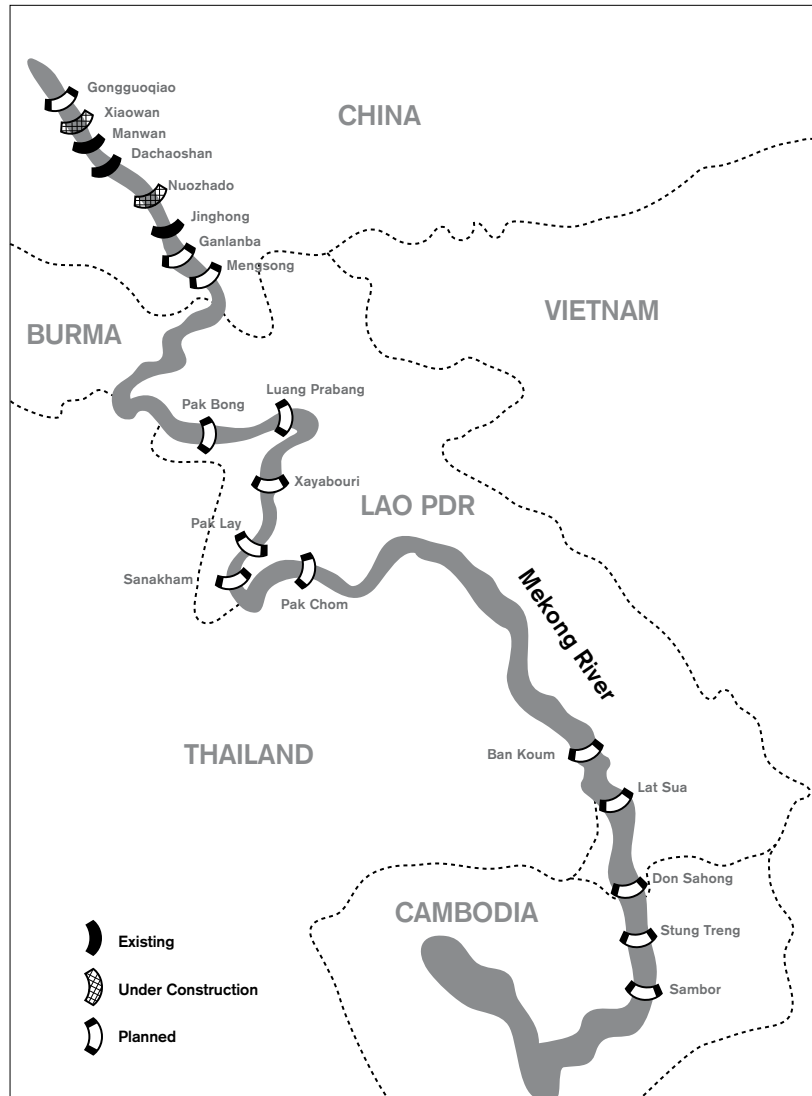 Gongguoqiao
Xiaowan
CHINA
Manwan
Dachaoshan
Nuozhado
Jinghong
Ganlanba
Mengsong
VIETNAM
BURMA
Luang Prabang
Pak Bong
Xayabouri
LAO PDR
Pak Lay
Sanakham
Pak Chom
Mekong River
THAILAND
Ban Koum
Lat Sua
Don Sahong
CAMBODIA
Stung Treng
Existing
Under Construction
Sambor
Planned